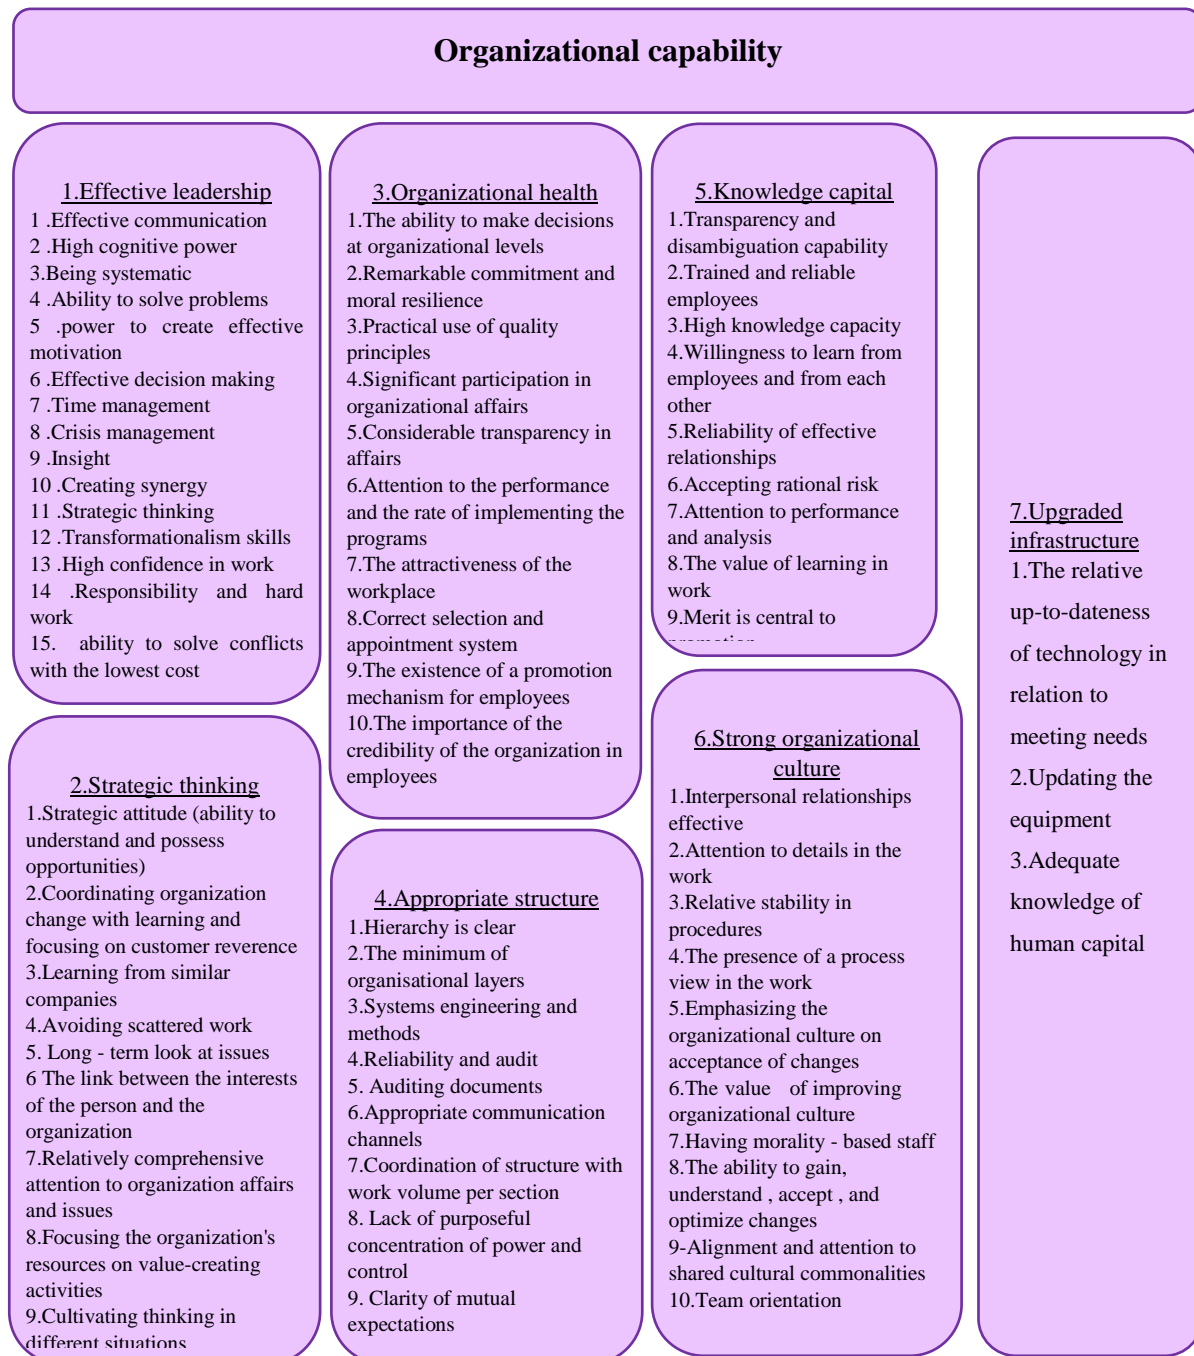 Organizational capability
1.Effective leadership
1 .Effective communication
2 .High cognitive power
3.Being systematic
4 .Ability to solve problems
5 .power to create effective
motivation
6 .Effective decision making
7 .Time management
8 .Crisis management
9 .Insight
10 .Creating synergy
11 .Strategic thinking
12 .Transformationalism skills
13 .High confidence in work
14 .Responsibility and hard
work
15. ability to solve conflicts
with the lowest cost
2.Strategic thinking
1.Strategic attitude (ability to
understand and possess
opportunities)
2.Coordinating organization
change with learning and
focusing on customer reverence
3.Learning from similar
companies
4.Avoiding scattered work
5. Long - term look at issues
6 The link between the interests
of the person and the
organization
7.Relatively comprehensive
attention to organization affairs
and issues
8.Focusing the organization's
resources on value-creating
activities
9.Cultivating thinking in
different situations
3.Organizational health
1.The ability to make decisions
at organizational levels
2.Remarkable commitment and
moral resilience
3.Practical use of quality
principles
4.Significant participation in
organizational affairs
5.Considerable transparency in
affairs
6.Attention to the performance
and the rate of implementing the
programs
7.The attractiveness of the
workplace
8.Correct selection and
appointment system
9.The existence of a promotion
mechanism for employees
10.The importance of the
credibility of the organization in
employees
4.Appropriate structure
1.Hierarchy is clear
2.The minimum of
organisational layers
3.Systems engineering and
methods
4.Reliability and audit
5. Auditing documents
6.Appropriate communication
channels
7.Coordination of structure with
work volume per section
8. Lack of purposeful
concentration of power and
control
9. Clarity of mutual
expectations
5.Knowledge capital
1.Transparency and
disambiguation capability
2.Trained and reliable
employees
3.High knowledge capacity
4.Willingness to learn from
employees and from each
other
5.Reliability of effective
relationships
6.Accepting rational risk
7.Attention to performance
and analysis
8.The value of learning in
work
9.Merit is central to
promotion
6.Strong organizational
culture
1.Interpersonal relationships
effective
2.Attention to details in the
work
3.Relative stability in
procedures
4.The presence of a process
view in the work
5.Emphasizing the
organizational culture on
acceptance of changes
6.The value of improving
organizational culture
7.Having morality - based staff
8.The ability to gain,
understand , accept , and
optimize changes
9-Alignment and attention to
shared cultural commonalities
10.Team orientation
7.Upgraded
infrastructure
1.The relative
up-to-dateness
of technology in
relation to
meeting needs
2.Updating the
equipment
3.Adequate
knowledge of
human capital